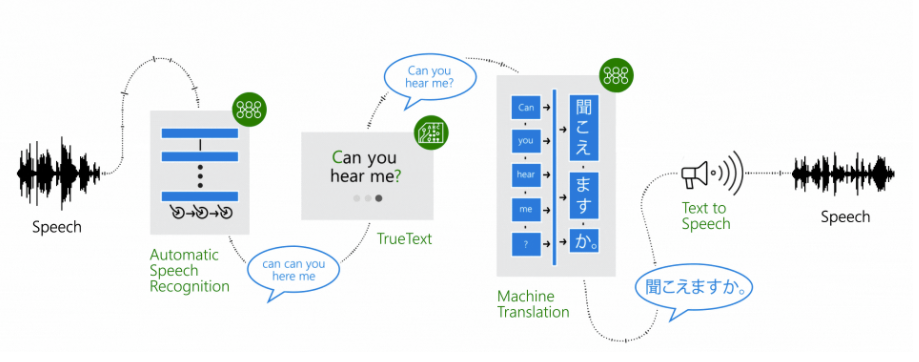 Speech
Automatic
Speech
Recognition
can can you
here me
Can you
hear me?
TrueText
Can you
hear me?
Can
you
hear
me
?
聞こえ
ます
か。
Machine
Translation
聞こえますか。
Text to
Speech
Speech